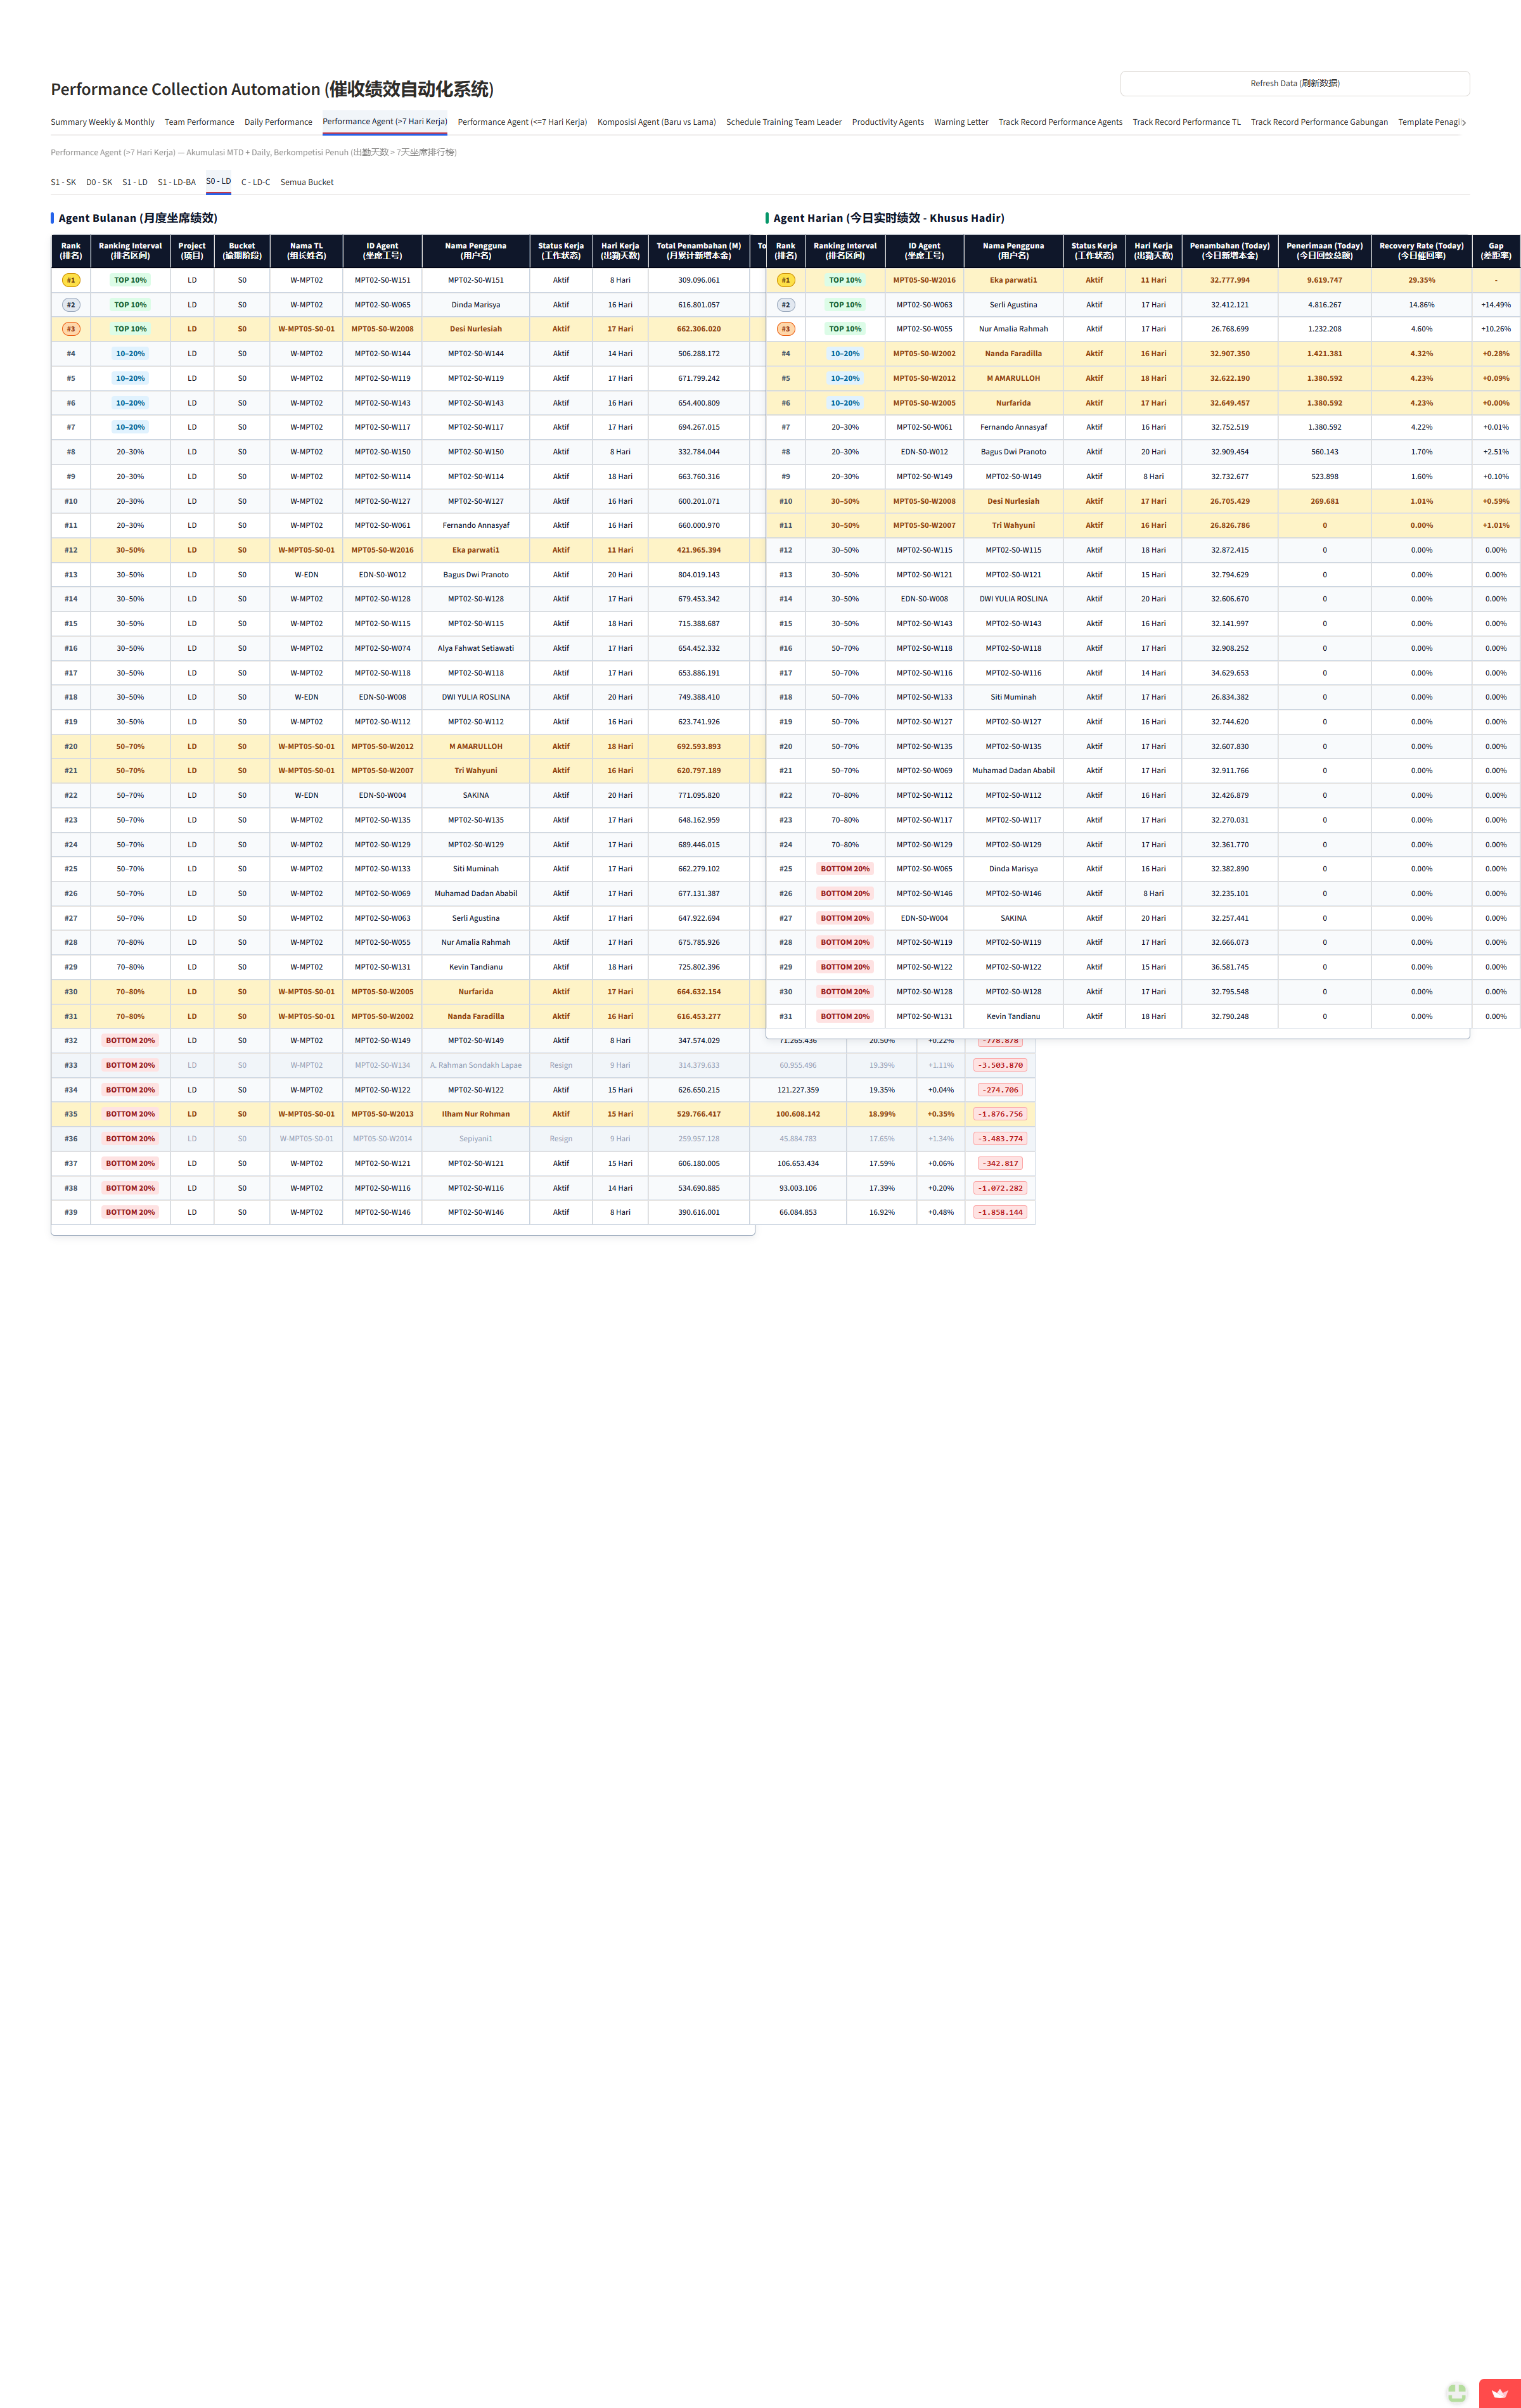 Performance Collection Automation (催收绩效自动化系统)
Refresh Data (刷新数据)
Summary Weekly & Monthly Team Performance Daily Performance Performance Agent (>7 Hari Kerja) Performance Agent (<=7 Hari Kerja) Komposisi Agent (Baru vs Lama) Schedule Training Team Leader Productivity Agents Warning Letter Track Record Performance Agents Track Record Performance TL Track Record Performance Gabungan Template Penagi
Performance Agent (>7 Hari Kerja) — Akumulasi MTD + Daily, Berkompetisi Penuh (出勤天数 > 7天坐席排行榜)
S1 - SK D0 - SK S1 - LD S1 - LD-BA S0 - LD C - LD-C Semua Bucket
Agent Bulanan (月度坐席绩效)
Rank Ranking Interval Project Bucket Nama TL ID Agent Nama Pengguna Status Kerja Hari Kerja Total Penambahan (M) To
(排名) (排名区间) (项目) (逾期阶段) (组长姓名) (坐席工号) (用户名) (工作状态) (出勤天数) (月累计新增本金)
#1 TOP 10% LD S0 W-MPT02 MPT02-S0-W151 MPT02-S0-W151 Aktif 8 Hari 309.096.061
#2 TOP 10% LD S0 W-MPT02 MPT02-S0-W065 Dinda Marisya Aktif 16 Hari 616.801.057
#3 TOP 10% LD S0 W-MPT05-S0-01 MPT05-S0-W2008 Desi Nurlesiah Aktif 17 Hari 662.306.020
#4 10–20% LD S0 W-MPT02 MPT02-S0-W144 MPT02-S0-W144 Aktif 14 Hari 506.288.172
#5 10–20% LD S0 W-MPT02 MPT02-S0-W119 MPT02-S0-W119 Aktif 17 Hari 671.799.242
#6 10–20% LD S0 W-MPT02 MPT02-S0-W143 MPT02-S0-W143 Aktif 16 Hari 654.400.809
#7 10–20% LD S0 W-MPT02 MPT02-S0-W117 MPT02-S0-W117 Aktif 17 Hari 694.267.015
#8 20–30% LD S0 W-MPT02 MPT02-S0-W150 MPT02-S0-W150 Aktif 8 Hari 332.784.044
#9 20–30% LD S0 W-MPT02 MPT02-S0-W114 MPT02-S0-W114 Aktif 18 Hari 663.760.316
#10 20–30% LD S0 W-MPT02 MPT02-S0-W127 MPT02-S0-W127 Aktif 16 Hari 600.201.071
#11 20–30% LD S0 W-MPT02 MPT02-S0-W061 Fernando Annasyaf Aktif 16 Hari 660.000.970
#12 30–50% LD S0 W-MPT05-S0-01 MPT05-S0-W2016 Eka parwati1 Aktif 11 Hari 421.965.394
#13 30–50% LD S0 W-EDN EDN-S0-W012 Bagus Dwi Pranoto Aktif 20 Hari 804.019.143
#14 30–50% LD S0 W-MPT02 MPT02-S0-W128 MPT02-S0-W128 Aktif 17 Hari 679.453.342
#15 30–50% LD S0 W-MPT02 MPT02-S0-W115 MPT02-S0-W115 Aktif 18 Hari 715.388.687
#16 30–50% LD S0 W-MPT02 MPT02-S0-W074 Alya Fahwat Setiawati Aktif 17 Hari 654.452.332
#17 30–50% LD S0 W-MPT02 MPT02-S0-W118 MPT02-S0-W118 Aktif 17 Hari 653.886.191
#18 30–50% LD S0 W-EDN EDN-S0-W008 DWI YULIA ROSLINA Aktif 20 Hari 749.388.410
#19 30–50% LD S0 W-MPT02 MPT02-S0-W112 MPT02-S0-W112 Aktif 16 Hari 623.741.926
#20 50–70% LD S0 W-MPT05-S0-01 MPT05-S0-W2012 M AMARULLOH Aktif 18 Hari 692.593.893
#21 50–70% LD S0 W-MPT05-S0-01 MPT05-S0-W2007 Tri Wahyuni Aktif 16 Hari 620.797.189
#22 50–70% LD S0 W-EDN EDN-S0-W004 SAKINA Aktif 20 Hari 771.095.820
#23 50–70% LD S0 W-MPT02 MPT02-S0-W135 MPT02-S0-W135 Aktif 17 Hari 648.162.959
#24 50–70% LD S0 W-MPT02 MPT02-S0-W129 MPT02-S0-W129 Aktif 17 Hari 689.446.015
#25 50–70% LD S0 W-MPT02 MPT02-S0-W133 Siti Muminah Aktif 17 Hari 662.279.102
#26 50–70% LD S0 W-MPT02 MPT02-S0-W069 Muhamad Dadan Ababil Aktif 17 Hari 677.131.387
#27 50–70% LD S0 W-MPT02 MPT02-S0-W063 Serli Agustina Aktif 17 Hari 647.922.694
#28 70–80% LD S0 W-MPT02 MPT02-S0-W055 Nur Amalia Rahmah Aktif 17 Hari 675.785.926
#29 70–80% LD S0 W-MPT02 MPT02-S0-W131 Kevin Tandianu Aktif 18 Hari 725.802.396
#30 70–80% LD S0 W-MPT05-S0-01 MPT05-S0-W2005 Nurfarida Aktif 17 Hari 664.632.154
#31 70–80% LD S0 W-MPT05-S0-01 MPT05-S0-W2002 Nanda Faradilla Aktif 16 Hari 616.453.277
#32 BOTTOM 20% LD S0 W-MPT02 MPT02-S0-W149 MPT02-S0-W149 Aktif 8 Hari 347.574.029 71.265.436 20.50% +0.22% -778.878
#33 BOTTOM 20% LD S0 W-MPT02 MPT02-S0-W134 A. Rahman Sondakh Lapae Resign 9 Hari 314.379.633 60.955.496 19.39% +1.11% -3.503.870
#34 BOTTOM 20% LD S0 W-MPT02 MPT02-S0-W122 MPT02-S0-W122 Aktif 15 Hari 626.650.215 121.227.359 19.35% +0.04% -274.706
#35 BOTTOM 20% LD S0 W-MPT05-S0-01 MPT05-S0-W2013 Ilham Nur Rohman Aktif 15 Hari 529.766.417 100.608.142 18.99% +0.35% -1.876.756
#36 BOTTOM 20% LD S0 W-MPT05-S0-01 MPT05-S0-W2014 Sepiyani1 Resign 9 Hari 259.957.128 45.884.783 17.65% +1.34% -3.483.774
#37 BOTTOM 20% LD S0 W-MPT02 MPT02-S0-W121 MPT02-S0-W121 Aktif 15 Hari 606.180.005 106.653.434 17.59% +0.06% -342.817
#38 BOTTOM 20% LD S0 W-MPT02 MPT02-S0-W116 MPT02-S0-W116 Aktif 14 Hari 534.690.885 93.003.106 17.39% +0.20% -1.072.282
#39 BOTTOM 20% LD S0 W-MPT02 MPT02-S0-W146 MPT02-S0-W146 Aktif 8 Hari 390.616.001 66.084.853 16.92% +0.48% -1.858.144
Agent Harian (今日实时绩效 - Khusus Hadir)
Rank Ranking Interval ID Agent Nama Pengguna Status Kerja Hari Kerja Penambahan (Today) Penerimaan (Today) Recovery Rate (Today) Gap
(排名) (排名区间) (坐席工号) (用户名) (工作状态) (出勤天数) (今日新增本金) (今日回款总额) (今日催回率) (差距率)
#1 TOP 10% MPT05-S0-W2016 Eka parwati1 Aktif 11 Hari 32.777.994 9.619.747 29.35% -
#2 TOP 10% MPT02-S0-W063 Serli Agustina Aktif 17 Hari 32.412.121 4.816.267 14.86% +14.49%
#3 TOP 10% MPT02-S0-W055 Nur Amalia Rahmah Aktif 17 Hari 26.768.699 1.232.208 4.60% +10.26%
#4 10–20% MPT05-S0-W2002 Nanda Faradilla Aktif 16 Hari 32.907.350 1.421.381 4.32% +0.28%
#5 10–20% MPT05-S0-W2012 M AMARULLOH Aktif 18 Hari 32.622.190 1.380.592 4.23% +0.09%
#6 10–20% MPT05-S0-W2005 Nurfarida Aktif 17 Hari 32.649.457 1.380.592 4.23% +0.00%
#7 20–30% MPT02-S0-W061 Fernando Annasyaf Aktif 16 Hari 32.752.519 1.380.592 4.22% +0.01%
#8 20–30% EDN-S0-W012 Bagus Dwi Pranoto Aktif 20 Hari 32.909.454 560.143 1.70% +2.51%
#9 20–30% MPT02-S0-W149 MPT02-S0-W149 Aktif 8 Hari 32.732.677 523.898 1.60% +0.10%
#10 30–50% MPT05-S0-W2008 Desi Nurlesiah Aktif 17 Hari 26.705.429 269.681 1.01% +0.59%
#11 30–50% MPT05-S0-W2007 Tri Wahyuni Aktif 16 Hari 26.826.786 0 0.00% +1.01%
#12 30–50% MPT02-S0-W115 MPT02-S0-W115 Aktif 18 Hari 32.872.415 0 0.00% 0.00%
#13 30–50% MPT02-S0-W121 MPT02-S0-W121 Aktif 15 Hari 32.794.629 0 0.00% 0.00%
#14 30–50% EDN-S0-W008 DWI YULIA ROSLINA Aktif 20 Hari 32.606.670 0 0.00% 0.00%
#15 30–50% MPT02-S0-W143 MPT02-S0-W143 Aktif 16 Hari 32.141.997 0 0.00% 0.00%
#16 50–70% MPT02-S0-W118 MPT02-S0-W118 Aktif 17 Hari 32.908.252 0 0.00% 0.00%
#17 50–70% MPT02-S0-W116 MPT02-S0-W116 Aktif 14 Hari 34.629.653 0 0.00% 0.00%
#18 50–70% MPT02-S0-W133 Siti Muminah Aktif 17 Hari 26.834.382 0 0.00% 0.00%
#19 50–70% MPT02-S0-W127 MPT02-S0-W127 Aktif 16 Hari 32.744.620 0 0.00% 0.00%
#20 50–70% MPT02-S0-W135 MPT02-S0-W135 Aktif 17 Hari 32.607.830 0 0.00% 0.00%
#21 50–70% MPT02-S0-W069 Muhamad Dadan Ababil Aktif 17 Hari 32.911.766 0 0.00% 0.00%
#22 70–80% MPT02-S0-W112 MPT02-S0-W112 Aktif 16 Hari 32.426.879 0 0.00% 0.00%
#23 70–80% MPT02-S0-W117 MPT02-S0-W117 Aktif 17 Hari 32.270.031 0 0.00% 0.00%
#24 70–80% MPT02-S0-W129 MPT02-S0-W129 Aktif 17 Hari 32.361.770 0 0.00% 0.00%
#25 BOTTOM 20% MPT02-S0-W065 Dinda Marisya Aktif 16 Hari 32.382.890 0 0.00% 0.00%
#26 BOTTOM 20% MPT02-S0-W146 MPT02-S0-W146 Aktif 8 Hari 32.235.101 0 0.00% 0.00%
#27 BOTTOM 20% EDN-S0-W004 SAKINA Aktif 20 Hari 32.257.441 0 0.00% 0.00%
#28 BOTTOM 20% MPT02-S0-W119 MPT02-S0-W119 Aktif 17 Hari 32.666.073 0 0.00% 0.00%
#29 BOTTOM 20% MPT02-S0-W122 MPT02-S0-W122 Aktif 15 Hari 36.581.745 0 0.00% 0.00%
#30 BOTTOM 20% MPT02-S0-W128 MPT02-S0-W128 Aktif 17 Hari 32.795.548 0 0.00% 0.00%
#31 BOTTOM 20% MPT02-S0-W131 Kevin Tandianu Aktif 18 Hari 32.790.248 0 0.00% 0.00%